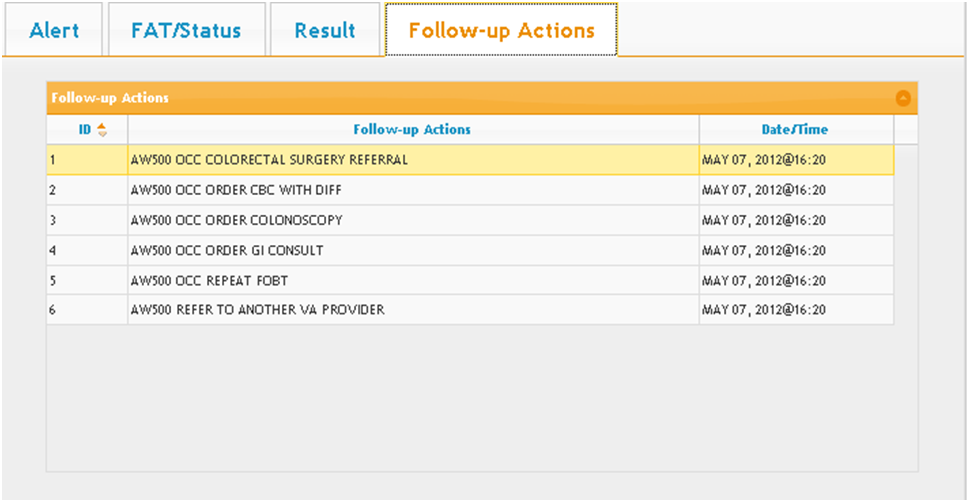 Alert FAT/Status Result Follow-up Actions
Follow-up Actions
ID Follow-up Actions Date/Time
1 AW500 OCC COLORECTAL SURGERY REFERRAL MAY 07, 2012@16:20
2 AW500 OCC ORDER CBC WITH DIFF MAY 07, 2012@16:20
3 AW500 OCC ORDER COLONOSCOPY MAY 07, 2012@16:20
4 AW500 OCC ORDER GI CONSULT MAY 07, 2012@16:20
5 AW500 OCC REPEAT FOBT MAY 07, 2012@16:20
6 AW500 REFER TO ANOTHER VA PROVIDER MAY 07, 2012@16:20